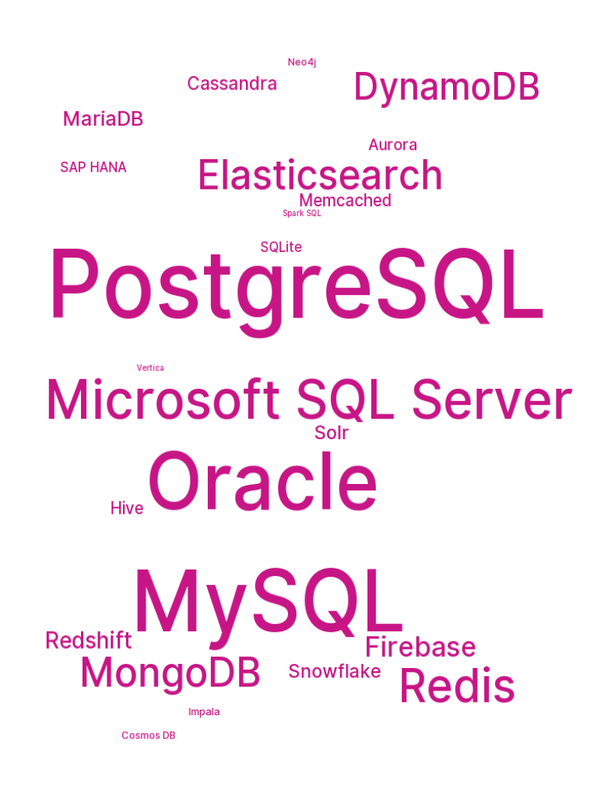 Neo4j
Cassandra
DynamoDB
MariaDB
Aurora
SAP HANA
Elasticsearch
Memcached
Spark SQL
SQLite
PostgreSQL
Vertica
Microsoft SQL Server
Solr
Oracle
Hive
MySQL
Redshift
Firebase
MongoDB
Snowflake
Redis
Impala
Cosmos DB